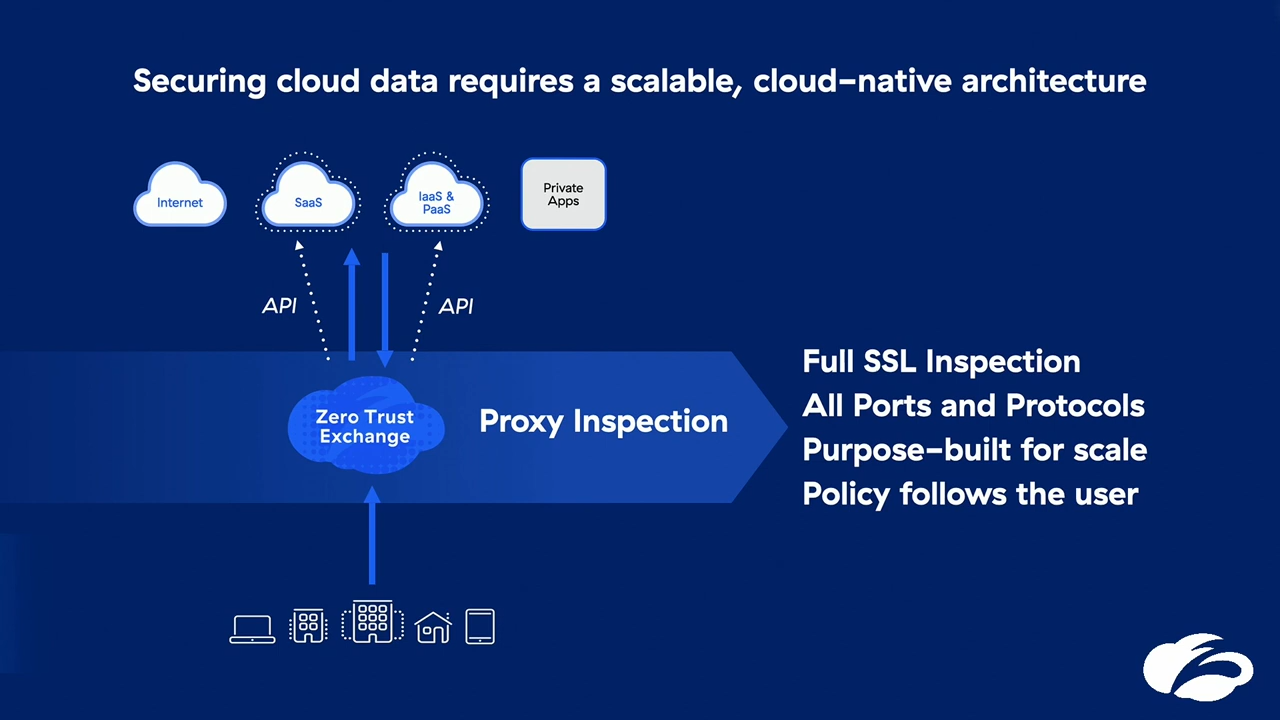 Securing cloud data requires a scalable, cloud-native architecture
Internet
SaaS
IaaS &
PaaS
Private
Apps
API
API
Zero Trust
Exchange
Proxy Inspection
Full SSL Inspection
All Ports and Protocols
Purpose-built for scale
Policy follows the user